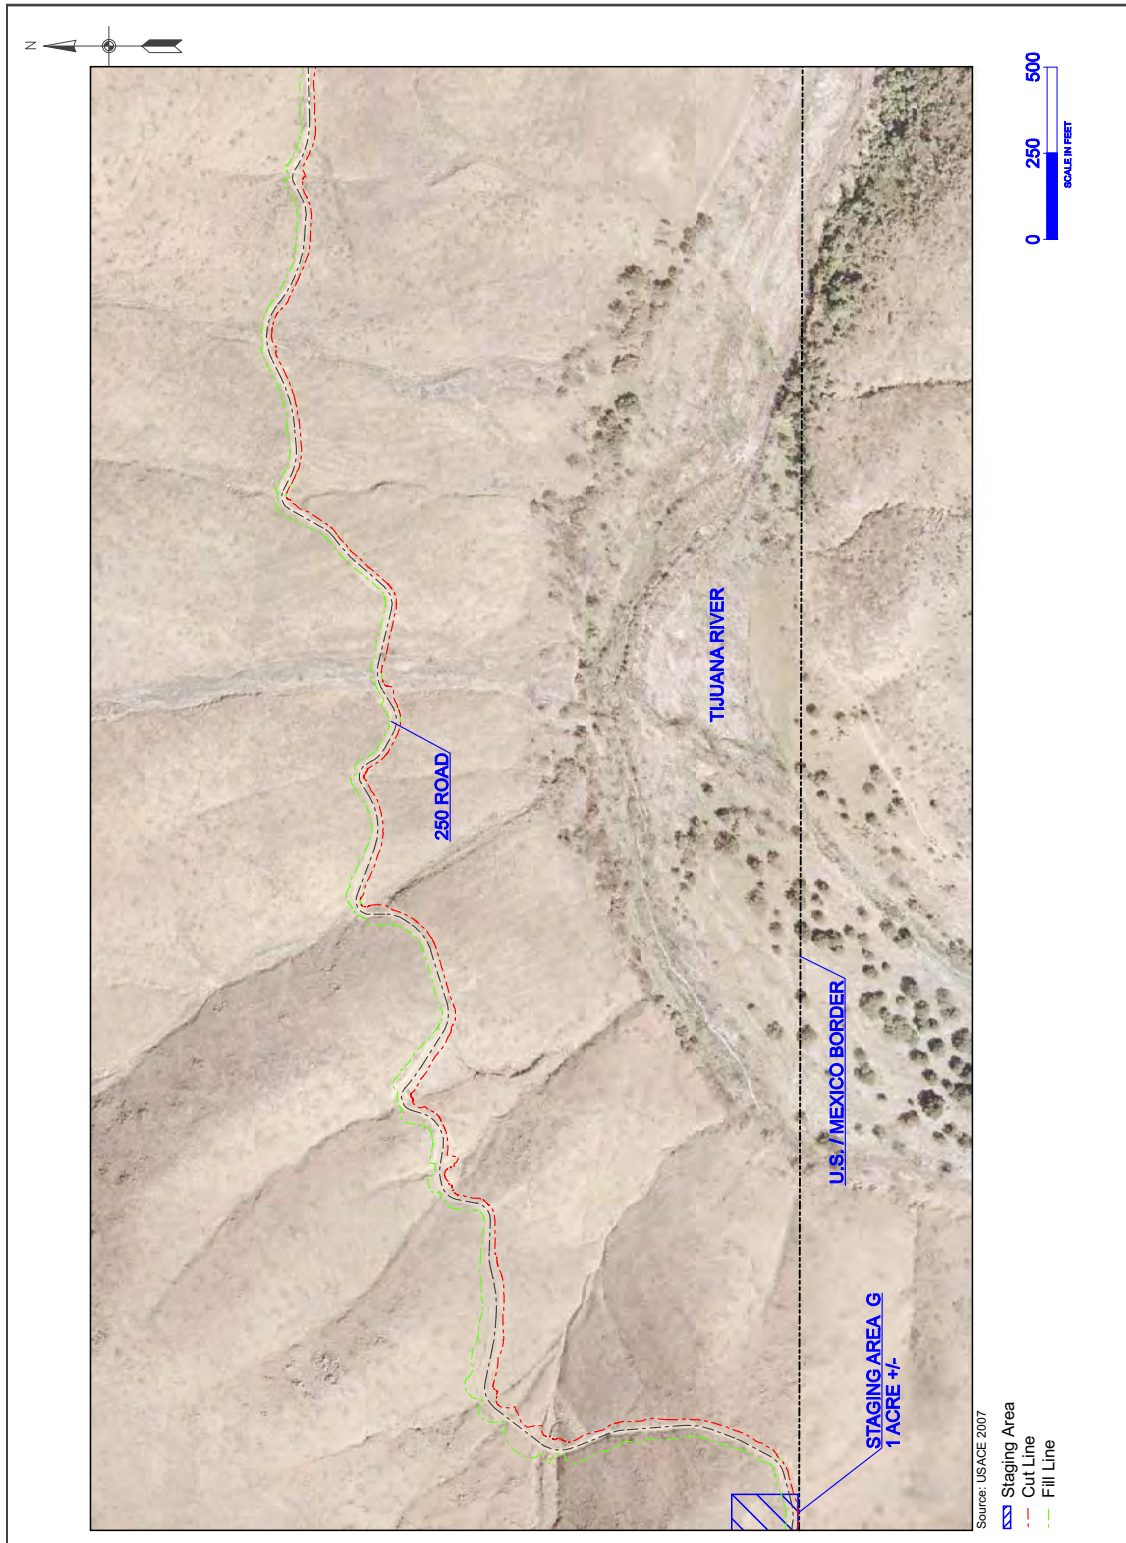 N
250 ROAD
TIJUANA RIVER
U.S. / MEXICO BORDER
STAGING AREA G
1 ACRE +/-
Source: USACE 2007
Staging Area
Cut Line
Fill Line
0 250 500
SCALE IN FEET